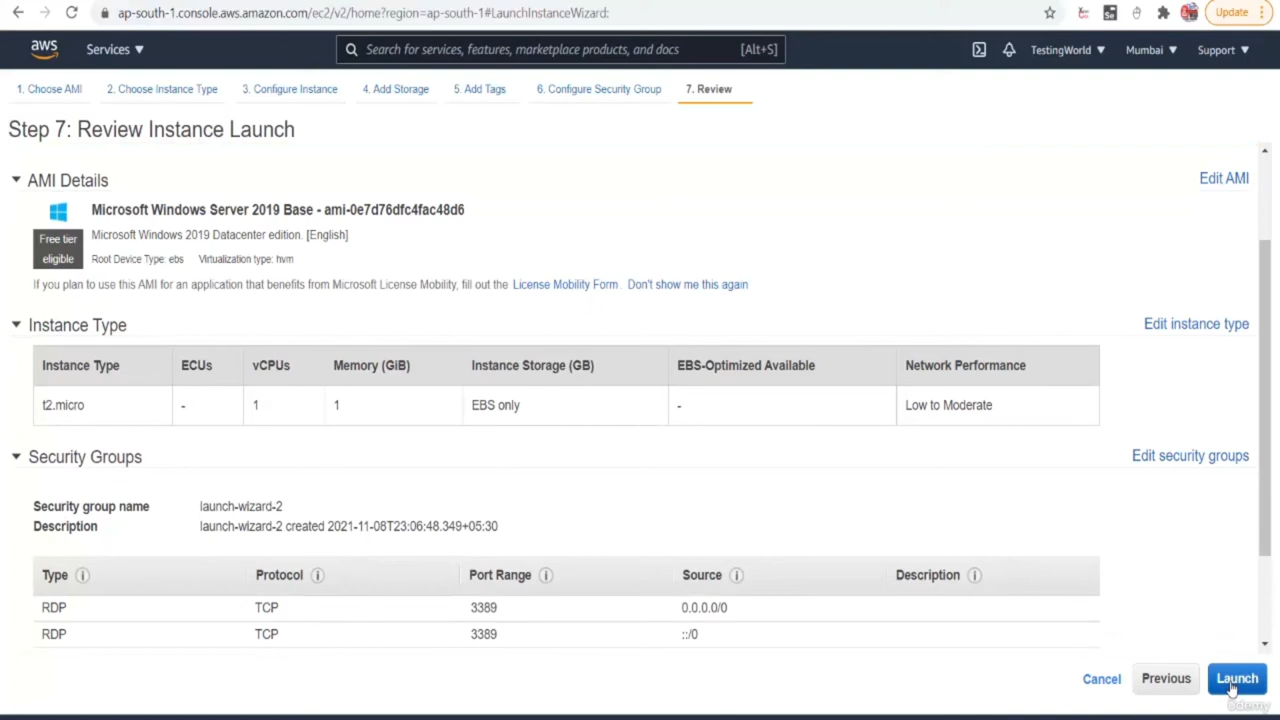 ap-south-1.console.aws.amazon.com/ec2/v2/home?region=ap-south-1#LaunchInstanceWizard:
Update
aws Services Search for services, features, marketplace products, and docs [Alt+S] TestingWorld Mumbai Support
1. Choose AMI 2. Choose Instance Type 3. Configure Instance 4. Add Storage 5. Add Tags 6. Configure Security Group 7. Review
Step 7: Review Instance Launch
AMI Details Edit AMI
Microsoft Windows Server 2019 Base - ami-0e7d76dfc4fac48d6
Free tier eligible
Microsoft Windows 2019 Datacenter edition. [English]
Root Device Type: ebs Virtualization type: hvm
If you plan to use this AMI for an application that benefits from Microsoft License Mobility, fill out the License Mobility Form. Don't show me this again
Instance Type Edit instance type
Instance Type ECUs vCPUs Memory (GiB) Instance Storage (GB) EBS-Optimized Available Network Performance
t2.micro - 1 1 EBS only - Low to Moderate
Security Groups Edit security groups
Security group name launch-wizard-2
Description launch-wizard-2 created 2021-11-08T23:06:48.349+05:30
Type Protocol Port Range Source Description
RDP TCP 3389 0.0.0.0/0
RDP TCP 3389 ::/0
Cancel Previous Launch
Udemy